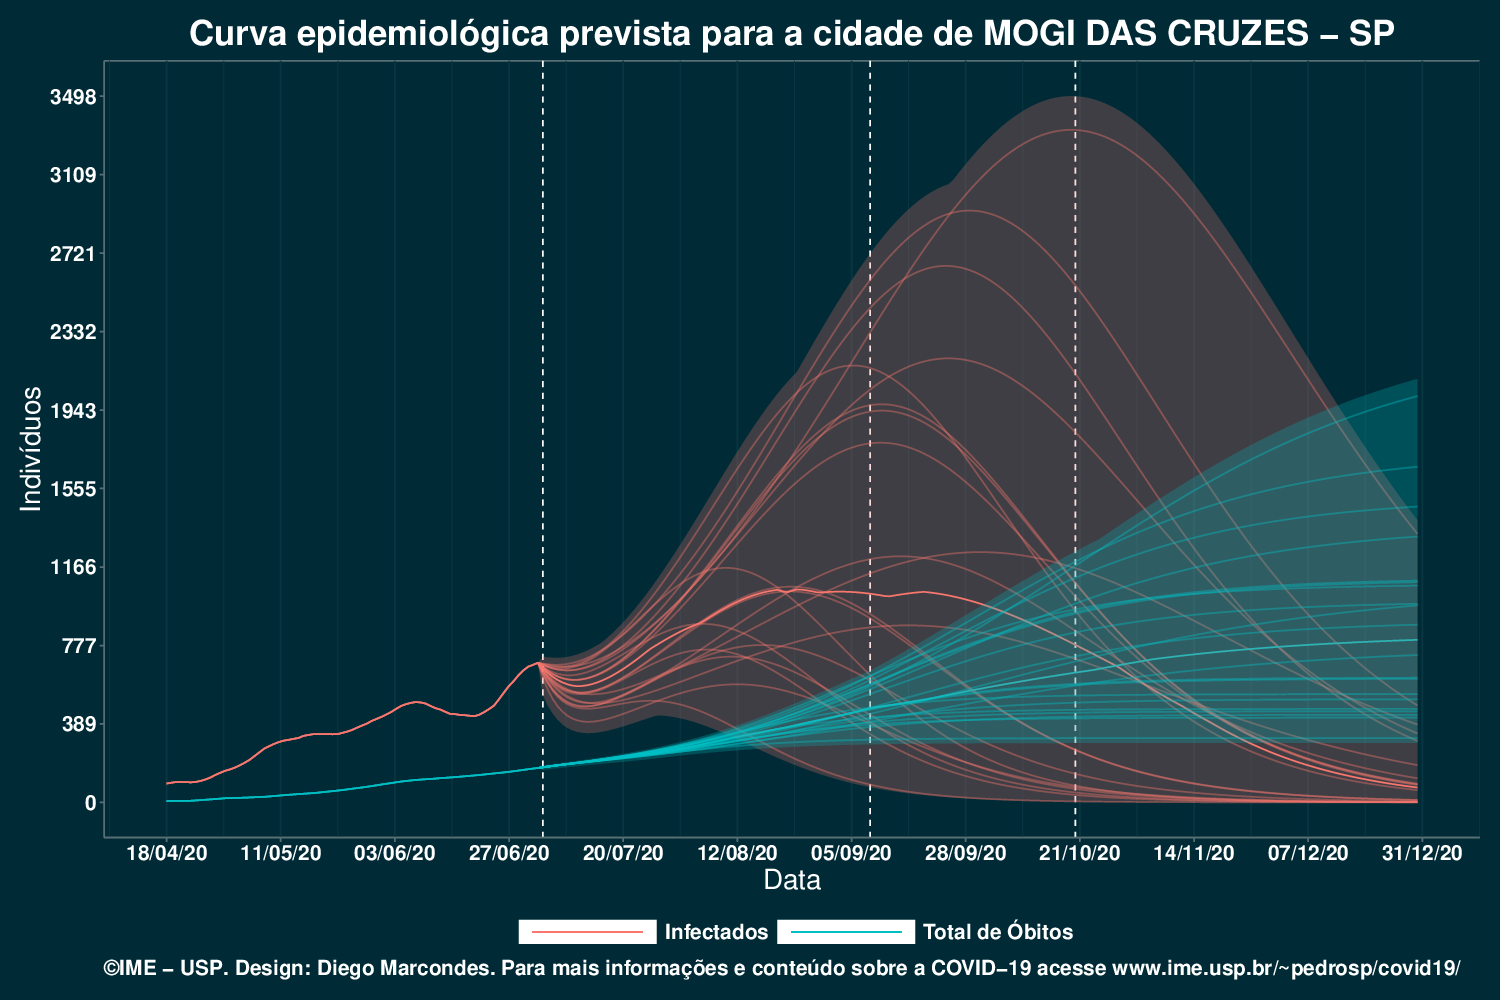 Curva epidemiológica prevista para a cidade de MOGI DAS CRUZES – SP
Indivíduos
3498
3109
2721
2332
1943
1555
1166
777
389
0
18/04/20 11/05/20 03/06/20 27/06/20 20/07/20 12/08/20 05/09/20 28/09/20 21/10/20 14/11/20 07/12/20 31/12/20
Data
Infectados Total de Óbitos
©IME – USP. Design: Diego Marcondes. Para mais informações e conteúdo sobre a COVID–19 acesse www.ime.usp.br/~pedrosp/covid19/